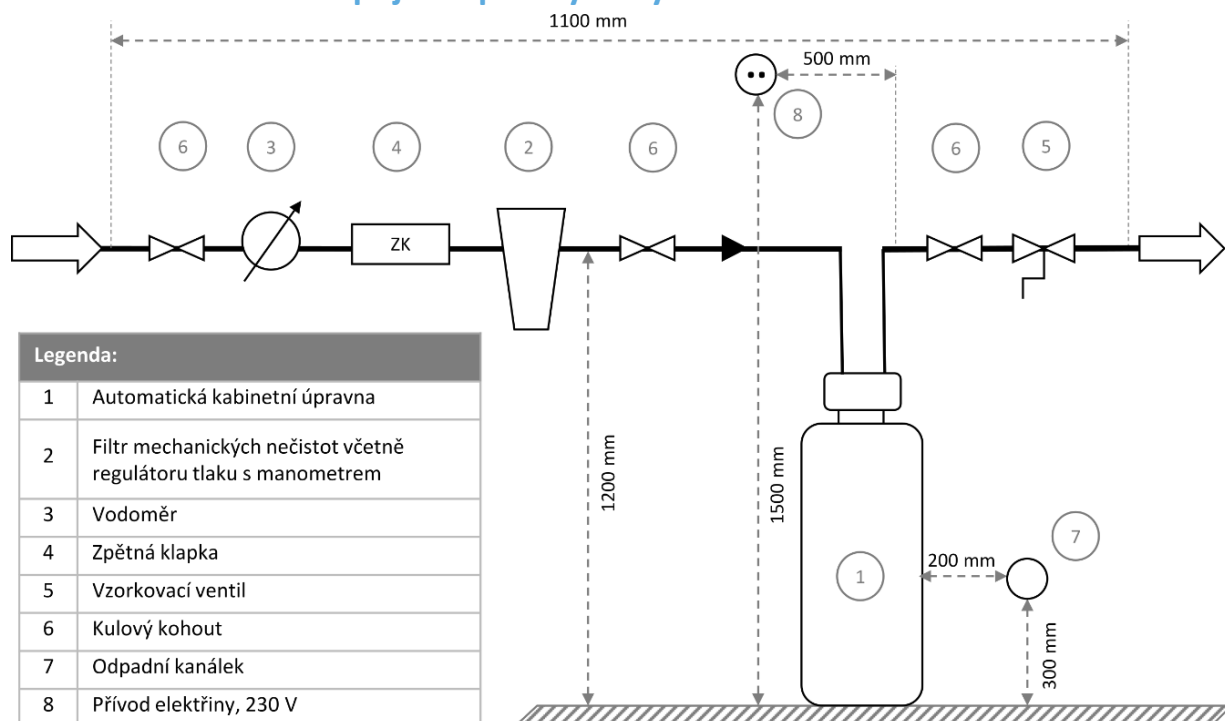 1100 mm
500 mm
8
6
3
4
2
6
6
5
ZK
1200 mm
1500 mm
1
200 mm
7
300 mm
Legenda:
1 Automatická kabinetní úpravna
2 Filtr mechanických nečistot včetně
regulátoru tlaku s manometrem
3 Vodoměr
4 Zpětná klapka
5 Vzorkovací ventil
6 Kulový kohout
7 Odpadní kanálek
8 Přívod elektřiny, 230 V